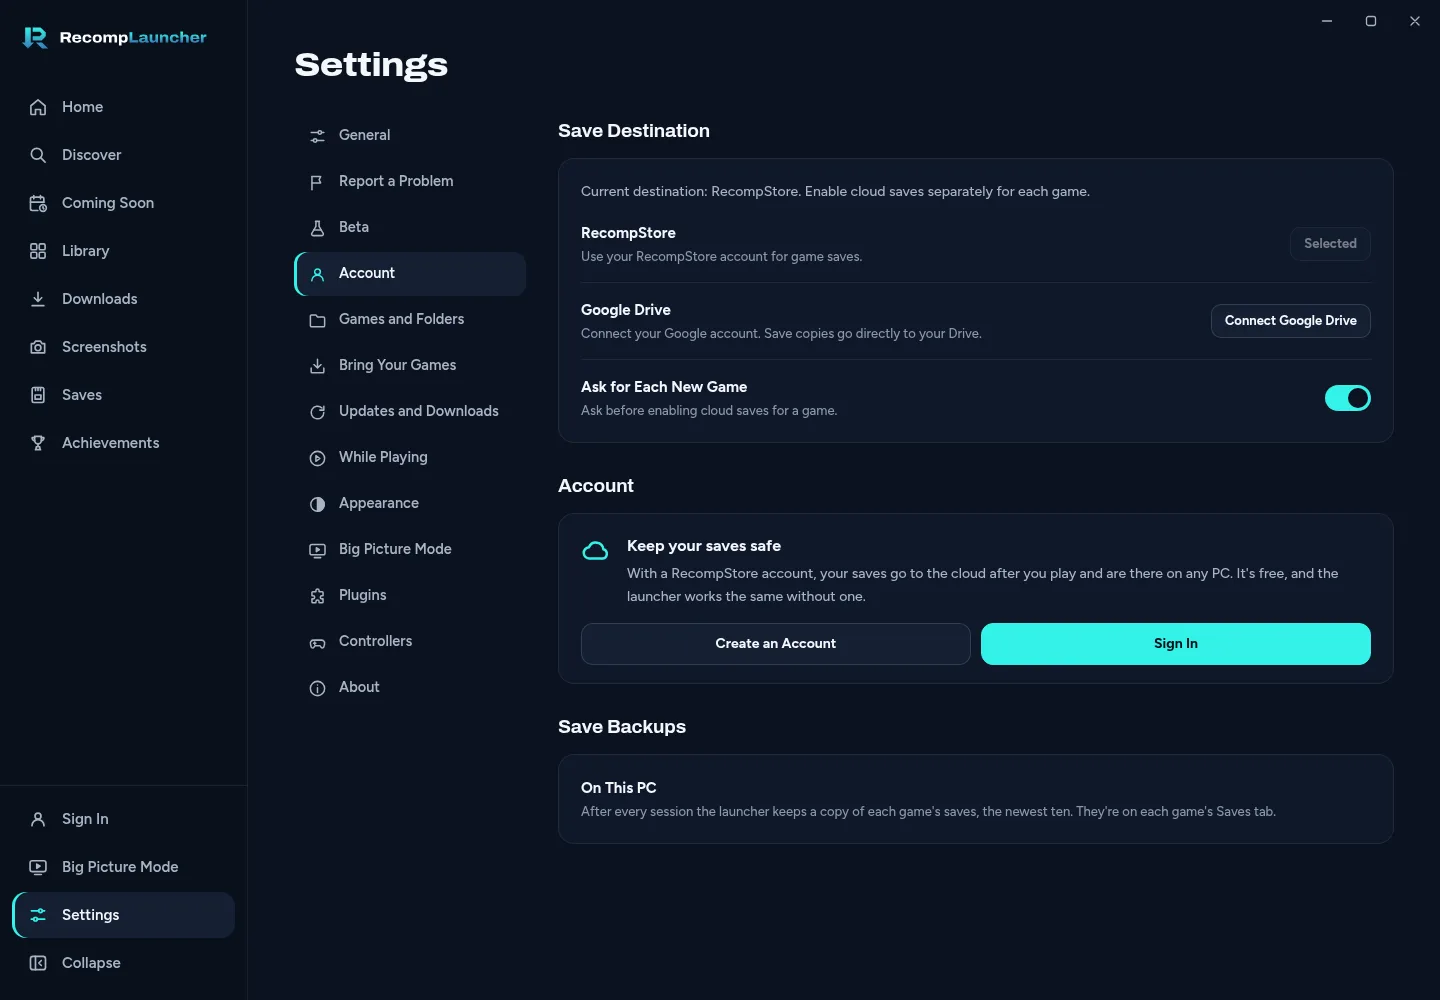 RecompLauncher
Home
Discover
Coming Soon
Library
Downloads
Screenshots
Saves
Achievements
Sign In
Big Picture Mode
Settings
Collapse
Settings
General
Report a Problem
Beta
Account
Games and Folders
Bring Your Games
Updates and Downloads
While Playing
Appearance
Big Picture Mode
Plugins
Controllers
About
Save Destination
Current destination: RecompStore. Enable cloud saves separately for each game.
RecompStore
Use your RecompStore account for game saves.
Selected
Google Drive
Connect your Google account. Save copies go directly to your Drive.
Connect Google Drive
Ask for Each New Game
Ask before enabling cloud saves for a game.
Account
Keep your saves safe
With a RecompStore account, your saves go to the cloud after you play and are there on any PC. It's free, and the
launcher works the same without one.
Create an Account
Sign In
Save Backups
On This PC
After every session the launcher keeps a copy of each game's saves, the newest ten. They're on each game's Saves tab.